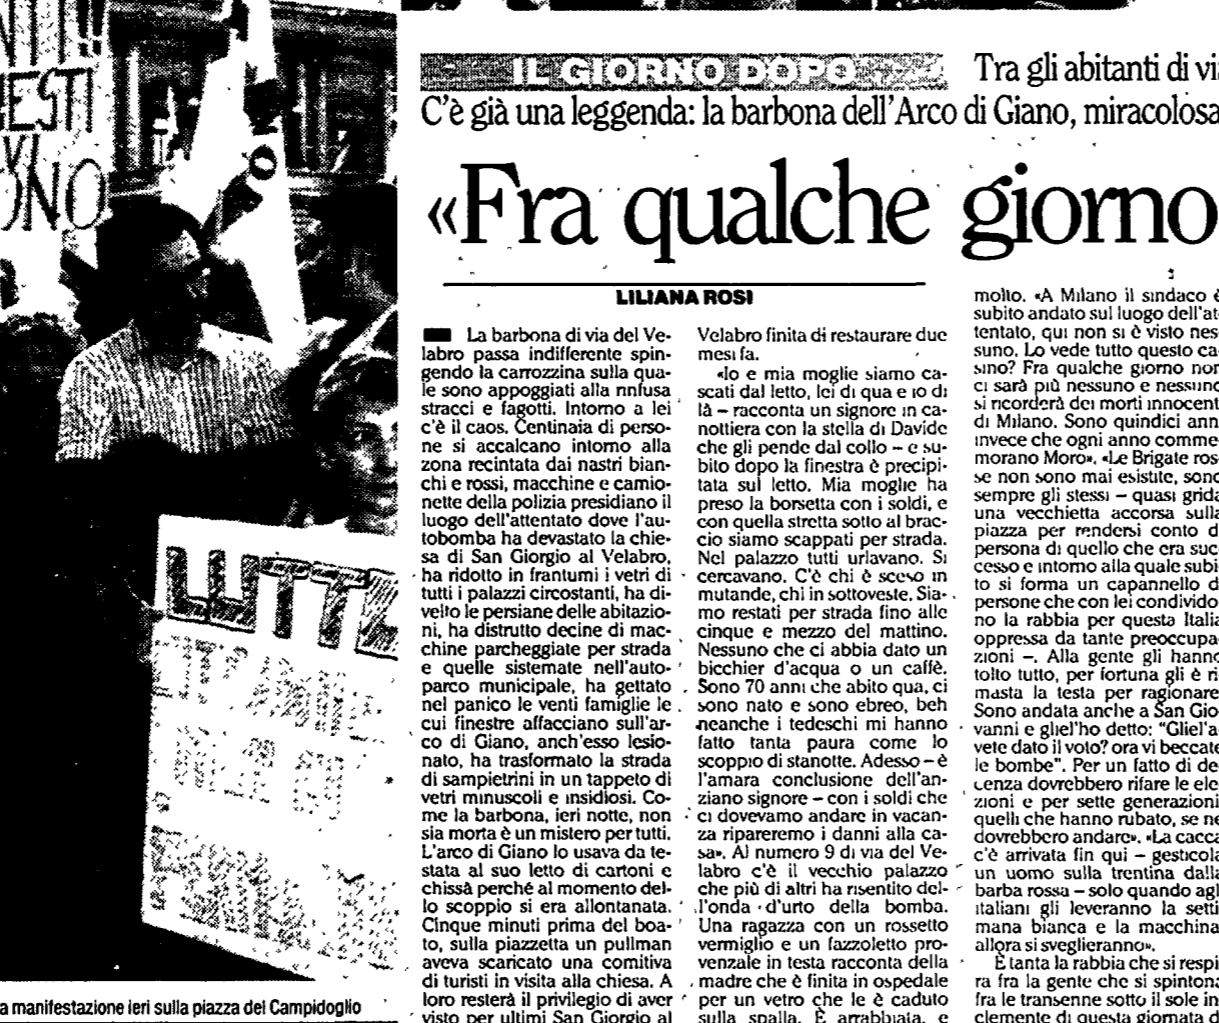 ESTI
VI
ONO
LUTTO
a manifestazione ieri sulla piazza del Campidoglio
IL GIORNO DOPO
Tra gli abitanti di vi
C'è già una leggenda: la barbona dell'Arco di Giano, miracolosa
«Fra qualche giorno
LILIANA ROSI
La barbona di via del Ve-
labro passa indifferente spin-
gendo la carrozzina sulla qua-
le sono appoggiati alla rinfusa
stracci e fagotti. Intorno a lei
c'è il caos. Centinaia di perso-
ne si accalcano intorno alla
zona recintata dai nastri bian-
chi e rossi, macchine e camio-
nette della polizia presidiano il
luogo dell'attentato dove l'au-
tobomba ha devastato la chie-
sa di San Giorgio al Velabro,
ha ridotto in frantumi i vetri di
tutti i palazzi circostanti, ha di-
velto le persiane delle abitazio-
ni, ha distrutto decine di mac-
chine parcheggiate per strada
e quelle sistemate nell'auto-
parco municipale, ha gettato
nel panico le venti famiglie le
cui finestre affacciano sull'ar-
co di Giano, anch'esso lesio-
nato, ha trasformato la strada
di sampietrini in un tappeto di
vetri minuscoli e insidiosi. Co-
me la barbona, ieri notte, non
sia morta è un mistero per tutti.
L'arco di Giano lo usava da te-
stata al suo letto di cartoni e
chissà perché al momento del-
lo scoppio si era allontanata.
Cinque minuti prima del boa-
to, sulla piazzetta un pullman
aveva scaricato una comitiva
di turisti in visita alla chiesa. A
loro resterà il privilegio di aver
visto per ultimi San Giorgio al
Velabro finita di restaurare due
mesi fa.
«Io e mia moglie siamo ca-
scati dal letto, lei di qua e io di
là – racconta un signore in ca-
nottiera con la stella di Davide
che gli pende dal collo – e su-
bito dopo la finestra è precipi-
tata sul letto. Mia moglie ha
preso la borsetta con i soldi, e
con quella stretta sotto al brac-
cio siamo scappati per strada.
Nel palazzo tutti urlavano. Si
cercavano. C'è chi è sceso in
mutande, chi in sottoveste. Sia-
mo restati per strada fino alle
cinque e mezzo del mattino.
Nessuno che ci abbia dato un
bicchier d'acqua o un caffè.
Sono 70 anni che abito qua, ci
sono nato e sono ebreo, beh
neanche i tedeschi mi hanno
fatto tanta paura come lo
scoppio di stanotte. Adesso – è
l'amara conclusione dell'an-
ziano signore – con i soldi che
ci dovevamo andare in vacan-
za ripareremo i danni alla ca-
sa». Al numero 9 di via del Ve-
labro c'è il vecchio palazzo
che più di altri ha risentito del-
l'onda d'urto della bomba.
Una ragazza con un rossetto
vermiglio e un fazzoletto pro-
venzale in testa racconta della
madre che è finita in ospedale
per un vetro che le è caduto
sulla spalla. È arrabbiata, e
molto. «A Milano il sindaco è
subito andato sul luogo dell'at-
tentato, qui non si è visto nes-
suno. Lo vede tutto questo ca-
sino? Fra qualche giorno non
ci sarà più nessuno e nessuno
si ricorderà dei morti innocent
di Milano. Sono quindici ann
invece che ogni anno comme-
morano Moro». «Le Brigate ros-
se non sono mai esistite, sono
sempre gli stessi – quasi grida
una vecchietta accorsa sulla
piazza per rendersi conto d
persona di quello che era suc-
cesso e intorno alla quale subi-
to si forma un capannello d
persone che con lei condivido-
no la rabbia per questa Italia
oppressa da tante preoccupa-
zioni –. Alla gente gli hanno
tolto tutto, per fortuna gli è ri-
masta la testa per ragionare.
Sono andata anche a San Gio-
vanni e gliel'ho detto: "Gliel'a-
vete dato il voto? ora vi beccate
le bombe". Per un fatto di de-
cenza dovrebbero rifare le ele-
zioni e per sette generazioni
quelli che hanno rubato, se ne
dovrebbero andare». «La cacca
c'è arrivata fin qui – gesticola
un uomo sulla trentina dalla
barba rossa – solo quando agl
italiani gli leveranno la setti-
mana bianca e la macchina
allora si sveglieranno».
È tanta la rabbia che si respi-
ra fra la gente che si spintona
fra le transenne sotto il sole in-
clemente di questa giornata d